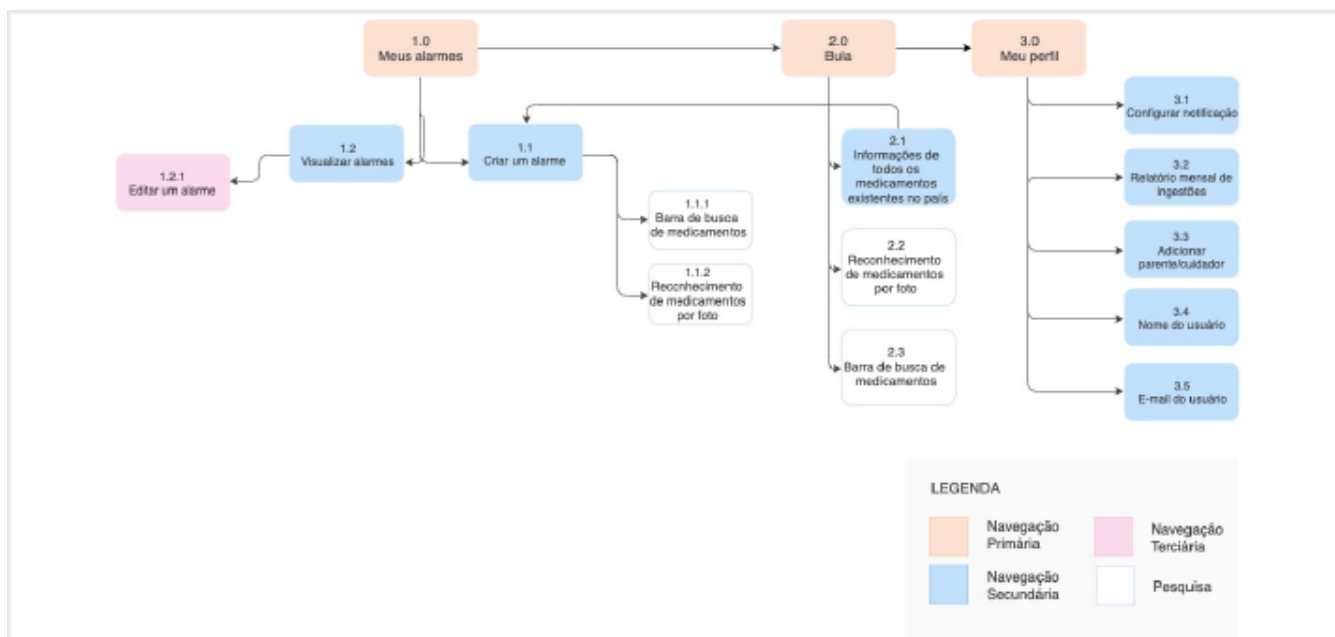 1.0
Meus alarmes
2.0
Bula
3.0
Meu perfil
3.1
Configurar notificação
1.2
Visualizar alarmes
1.1
Criar um alarme
2.1
Informações de
todos os
medicamentos
existentes no país
1.2.1
Editar um alarme
3.2
Relatório mensal de
ingestões
1.1.1
Barra de busca
de medicamentos
2.2
Reconhecimento
de medicamentos
por foto
3.3
Adicionar
parente/cuidador
1.1.2
Reconhecimento
de medicamentos
por foto
3.4
Nome do usuário
2.3
Barra de busca de
medicamentos
3.5
E-mail do usuário
LEGENDA
Navegação
Primária
Navegação
Terciária
Navegação
Secundária
Pesquisa